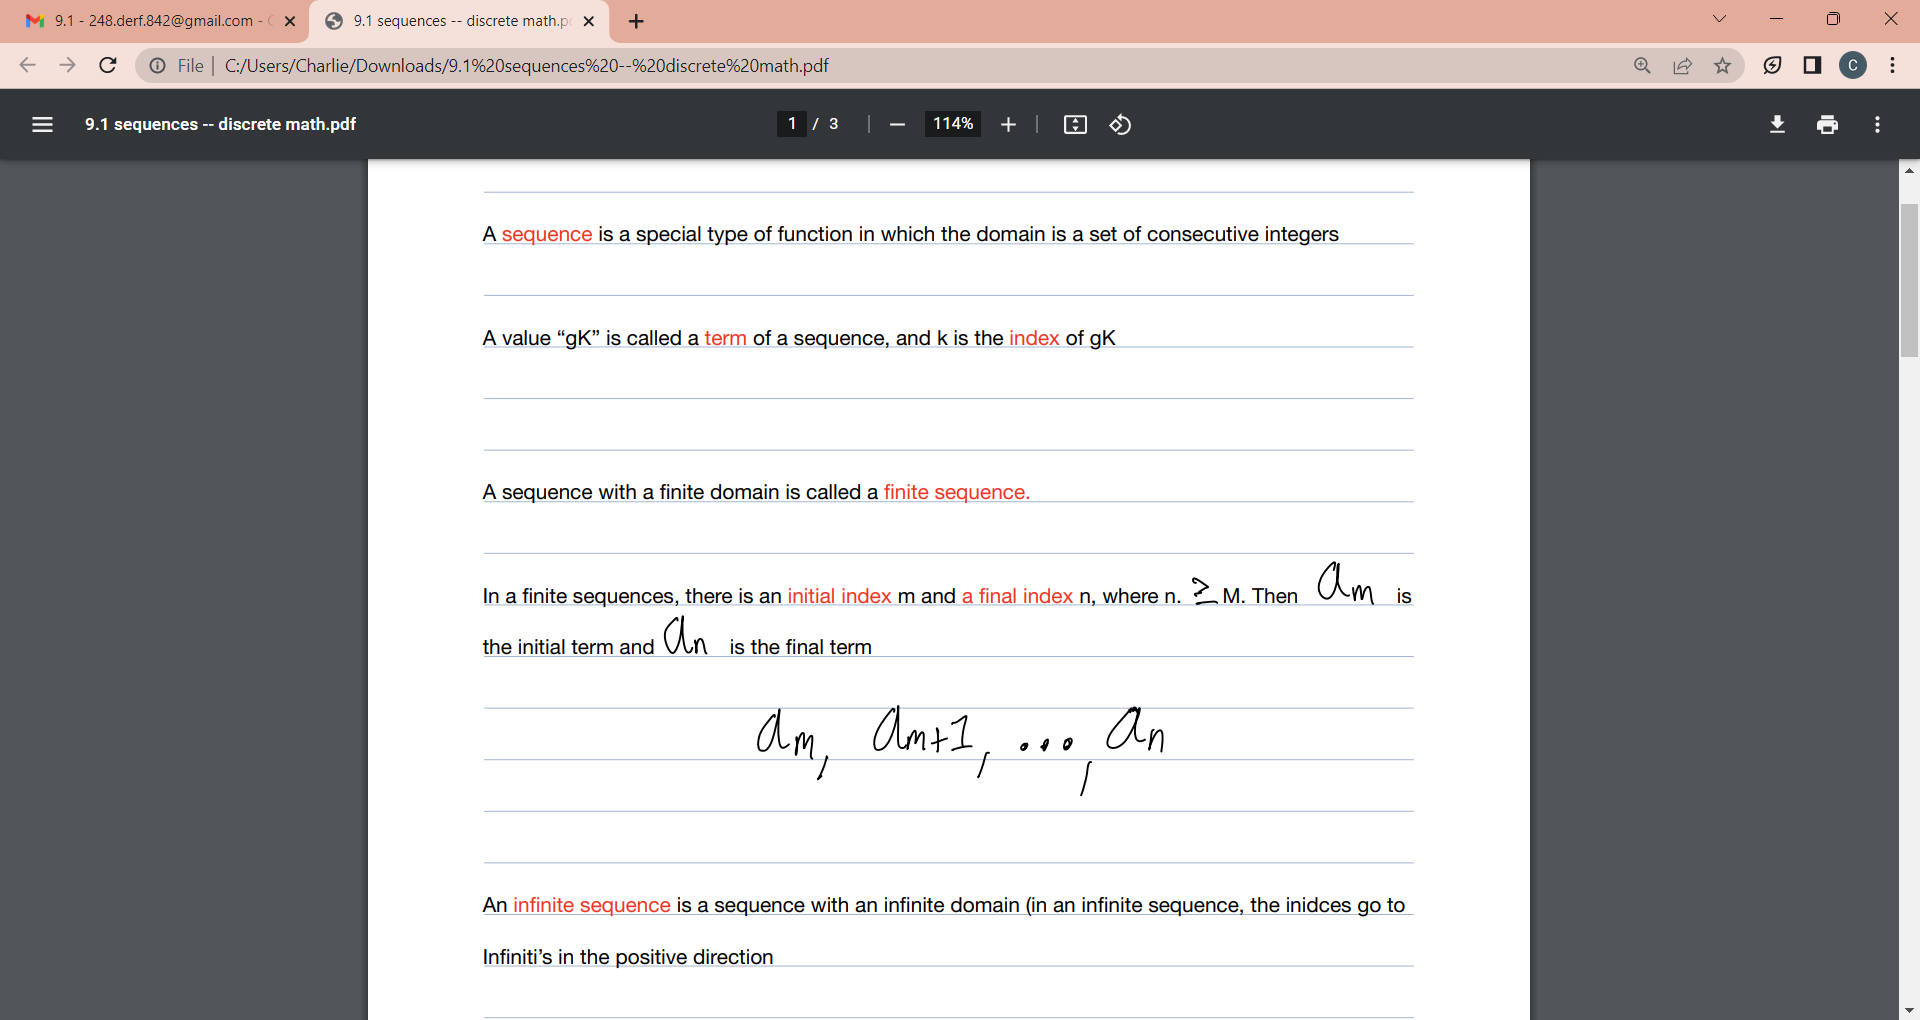 9.1 - 248.derf.842@gmail.com -
9.1 sequences -- discrete math.p
File | C:/Users/Charlie/Downloads/9.1%20sequences%20--%20discrete%20math.pdf
C
9.1 sequences -- discrete math.pdf
1 / 3
114%
A sequence is a special type of function in which the domain is a set of consecutive integers
A value “gK” is called a term of a sequence, and k is the index of gK
A sequence with a finite domain is called a finite sequence.
In a finite sequences, there is an initial index m and a final index n, where n. ≥ M. Then am is
the initial term and an is the final term
am, am+1, ..., an
An infinite sequence is a sequence with an infinite domain (in an infinite sequence, the inidces go to
Infiniti’s in the positive direction